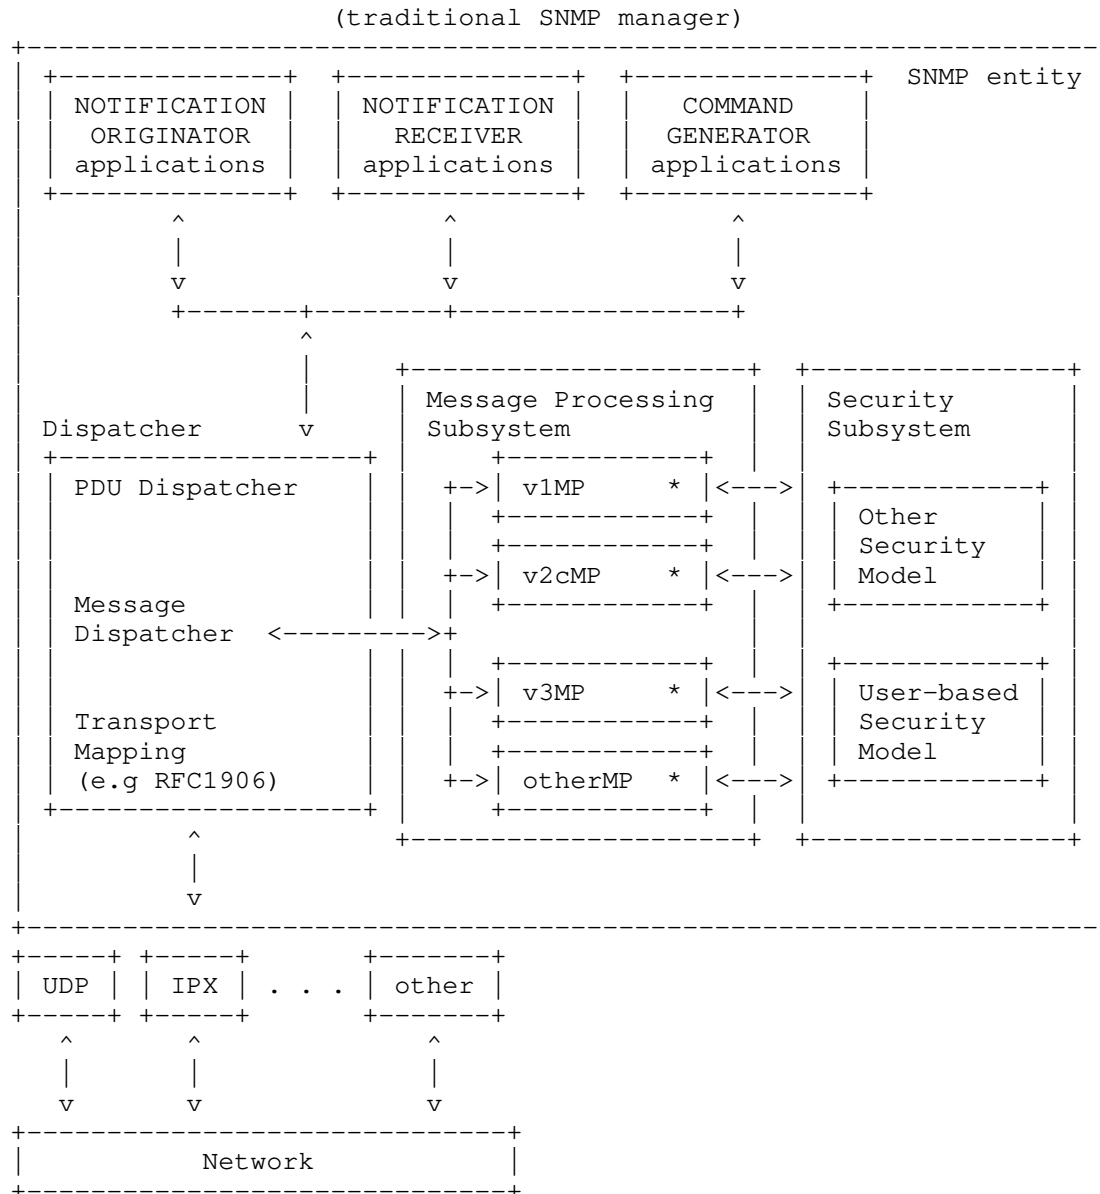 (traditional SNMP manager)
SNMP entity
NOTIFICATION
ORIGINATOR
applications
NOTIFICATION
RECEIVER
applications
COMMAND
GENERATOR
applications
Dispatcher
PDU Dispatcher
Message
Dispatcher
Transport
Mapping
(e.g RFC1906)
Message Processing
Subsystem
v1MP *
v2cMP *
v3MP *
otherMP *
Security
Subsystem
Other
Security
Model
User-based
Security
Model
UDP
IPX
. . .
other
Network